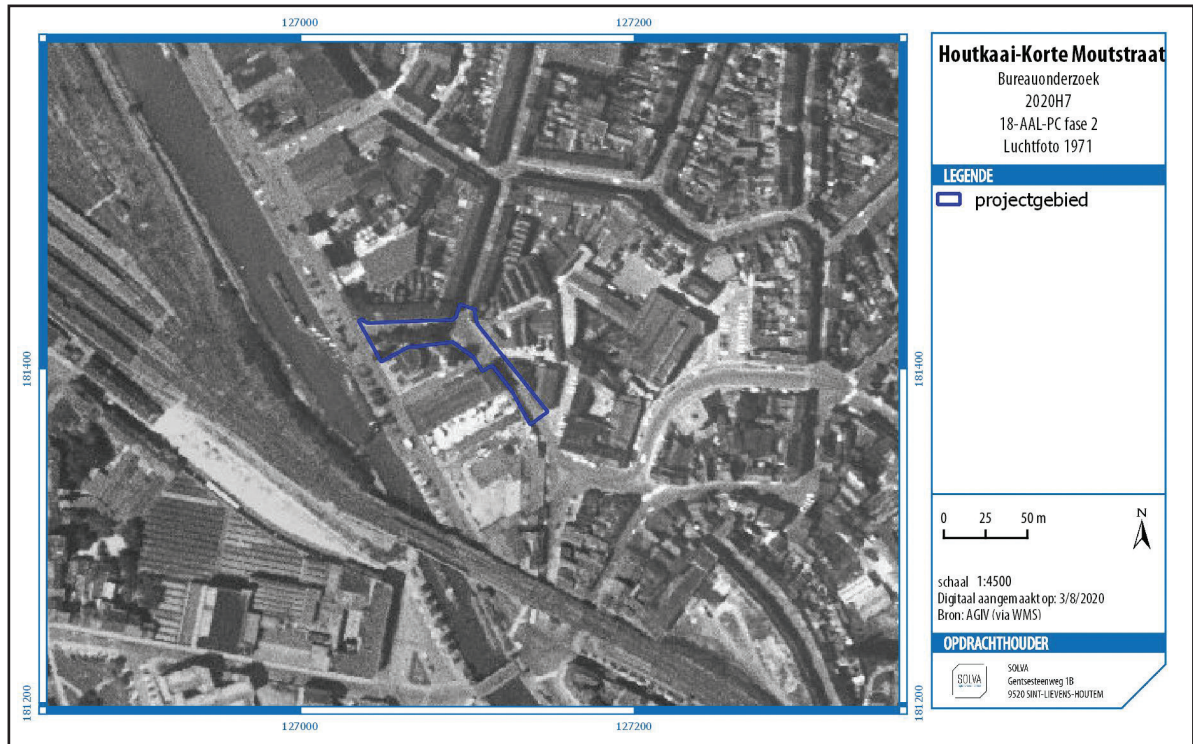 127000
127200
181400
181200
181400
181200
127000
127200
Houtkaai-Korte Moutstraat
Bureauonderzoek
2020H7
18-AAL-PC fase 2
Luchtfoto 1971
LEGENDE
projectgebied
0 25 50 m
N
schaal 1:4500
Digitaal aangemaakt op: 3/8/2020
Bron: AGIV (via WMS)
OPDRACHTHOUDER
SOLVA
SOLVA
Gentsesteenweg 1B
9520 SINT-LIEVENS-HOUTEM